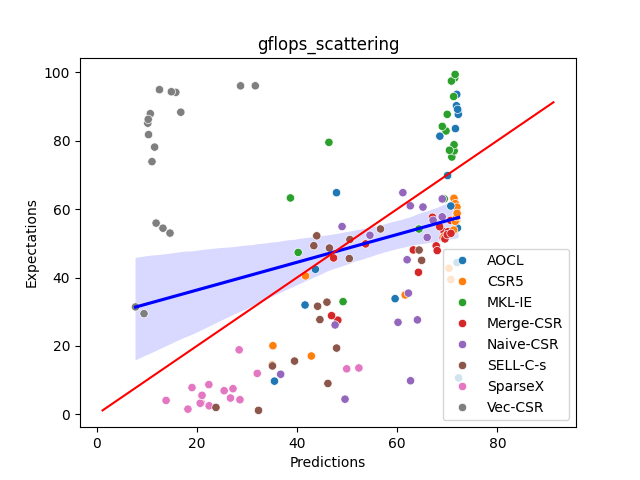 gflops_scattering
100
80
60
40
20
0
Expectations
0 20 40 60 80
Predictions
AOCL
CSR5
MKL-IE
Merge-CSR
Naive-CSR
SELL-C-s
SparseX
Vec-CSR